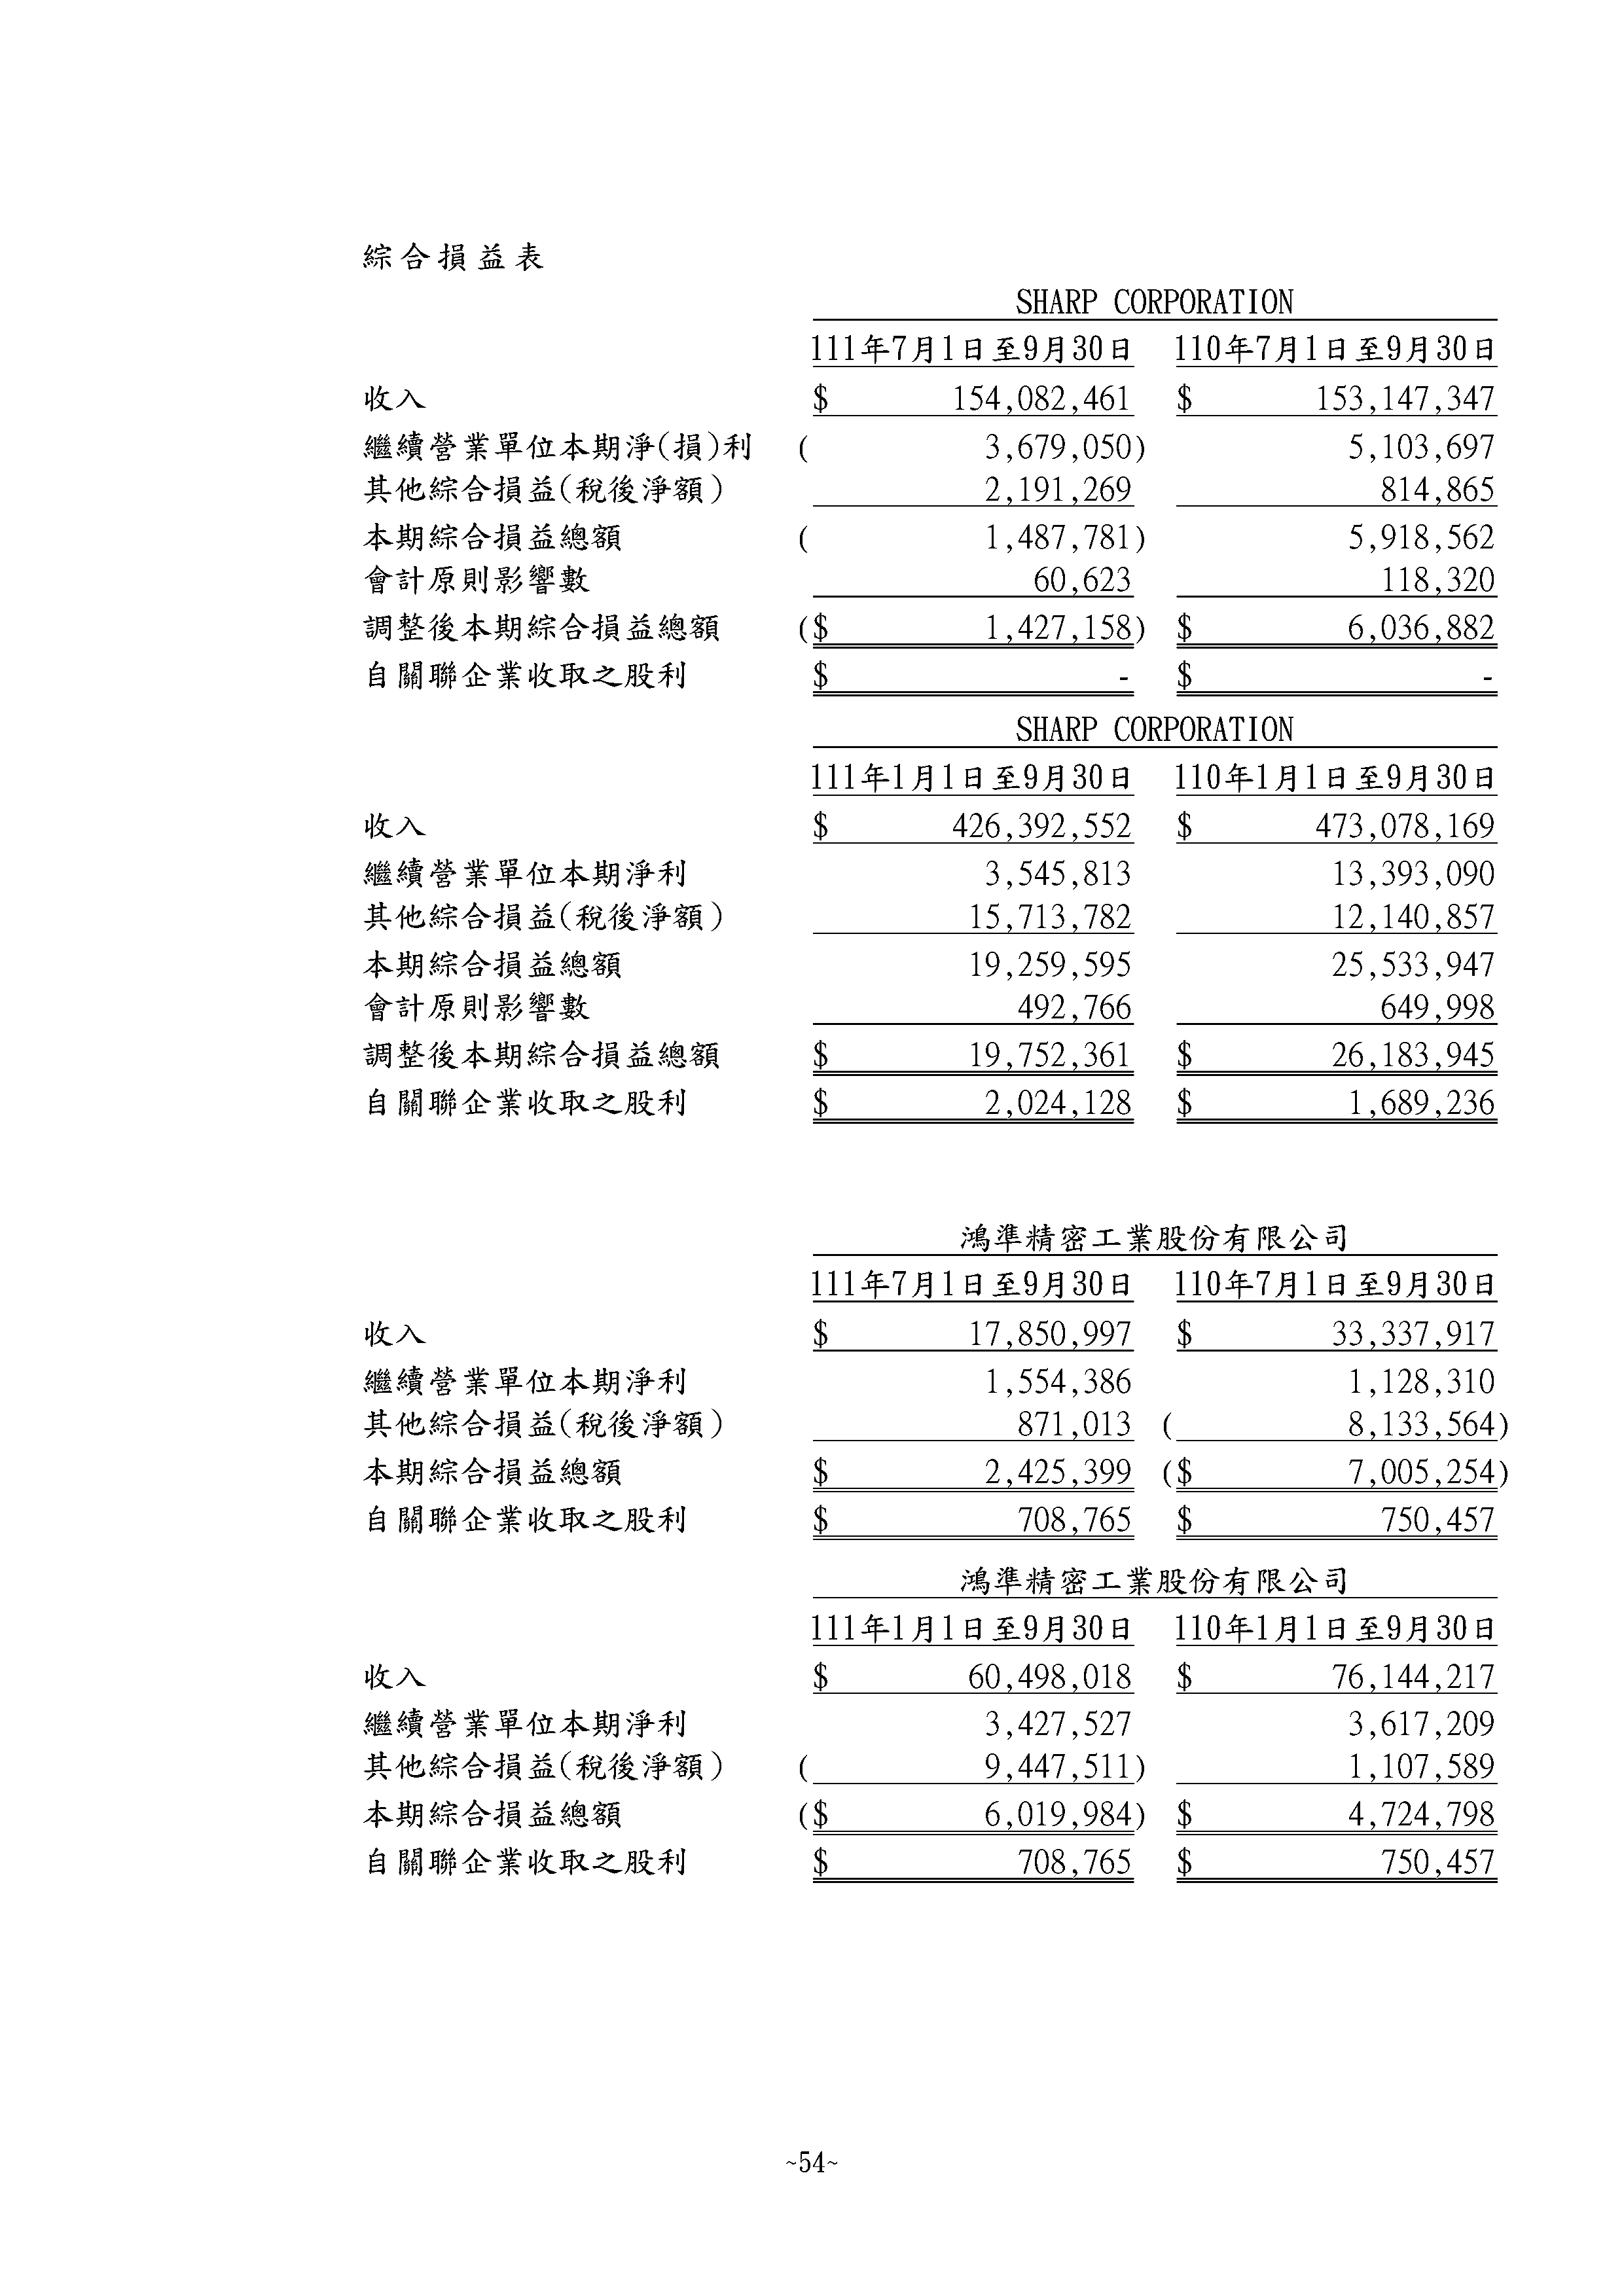 綜合損益表
SHARP CORPORATION
111年7月1日至9月30日 110年7月1日至9月30日
收入 $ 154,082,461 $ 153,147,347
繼續營業單位本期淨(損)利 ( 3,679,050) 5,103,697
其他綜合損益(稅後淨額) 2,191,269 814,865
本期綜合損益總額 ( 1,487,781) 5,918,562
會計原則影響數 60,623 118,320
調整後本期綜合損益總額 ($ 1,427,158) $ 6,036,882
自關聯企業收取之股利 $ - $ -
SHARP CORPORATION
111年1月1日至9月30日 110年1月1日至9月30日
收入 $ 426,392,552 $ 473,078,169
繼續營業單位本期淨利 3,545,813 13,393,090
其他綜合損益(稅後淨額) 15,713,782 12,140,857
本期綜合損益總額 19,259,595 25,533,947
會計原則影響數 492,766 649,998
調整後本期綜合損益總額 $ 19,752,361 $ 26,183,945
自關聯企業收取之股利 $ 2,024,128 $ 1,689,236
鴻準精密工業股份有限公司
111年7月1日至9月30日 110年7月1日至9月30日
收入 $ 17,850,997 $ 33,337,917
繼續營業單位本期淨利 1,554,386 1,128,310
其他綜合損益(稅後淨額) 871,013 ( 8,133,564)
本期綜合損益總額 $ 2,425,399 ($ 7,005,254)
自關聯企業收取之股利 $ 708,765 $ 750,457
鴻準精密工業股份有限公司
111年1月1日至9月30日 110年1月1日至9月30日
收入 $ 60,498,018 $ 76,144,217
繼續營業單位本期淨利 3,427,527 3,617,209
其他綜合損益(稅後淨額) ( 9,447,511) 1,107,589
本期綜合損益總額 ($ 6,019,984) $ 4,724,798
自關聯企業收取之股利 $ 708,765 $ 750,457
~54~